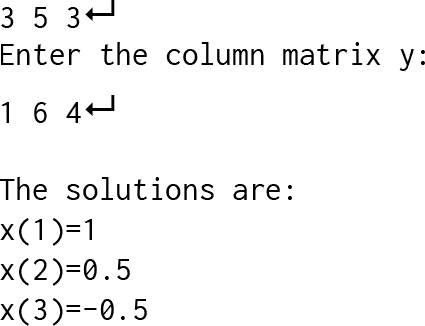 3 5 3↵
Enter the column matrix y:
1 6 4↵
The solutions are:
x(1)=1
x(2)=0.5
x(3)=-0.5